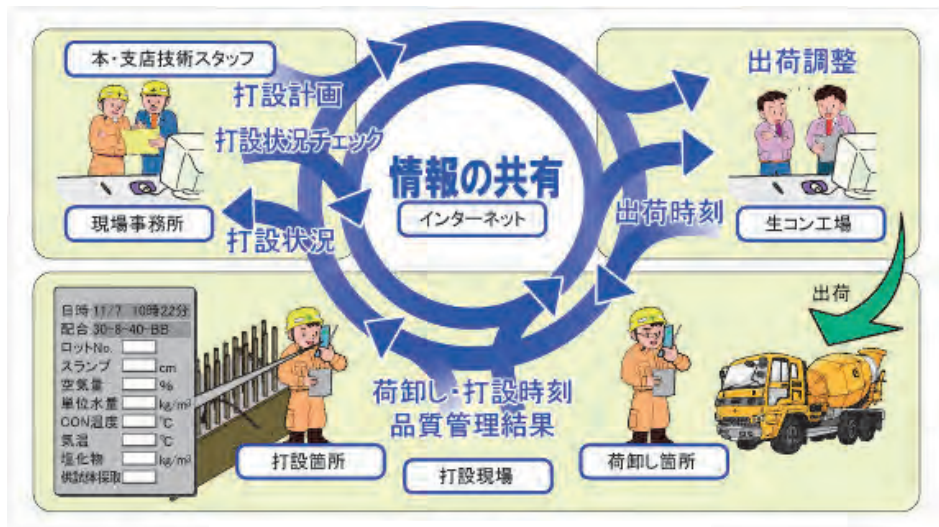 本・支店技術スタッフ
打設計画
打設状況チェック
現場事務所
打設状況
情報の共有
インターネット
出荷調整
出荷時刻
生コン工場
出荷
日時 11/7 10時22分
配合 30-8-40-BB
ロットNo.
スランプ cm
空気量 %
単位水量 kg/m³
CON温度 ℃
気温 ℃
塩化物 kg/m³
供試体採取
荷卸し・打設時刻
品質管理結果
打設箇所
打設現場
荷卸し箇所